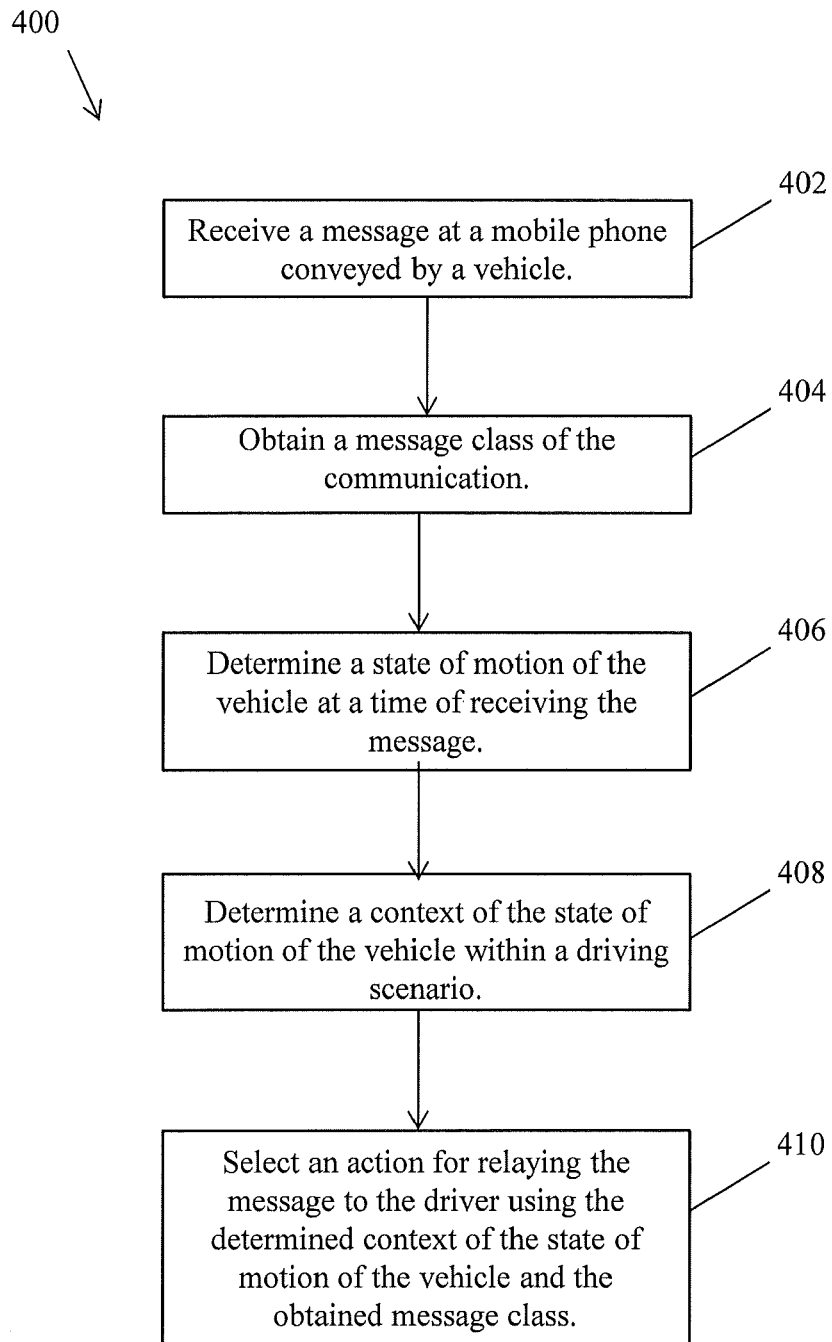 400
402
Receive a message at a mobile phone
conveyed by a vehicle.
404
Obtain a message class of the
communication.
406
Determine a state of motion of the
vehicle at a time of receiving the
message.
408
Determine a context of the state of
motion of the vehicle within a driving
scenario.
410
Select an action for relaying the
message to the driver using the
determined context of the state of
motion of the vehicle and the
obtained message class.